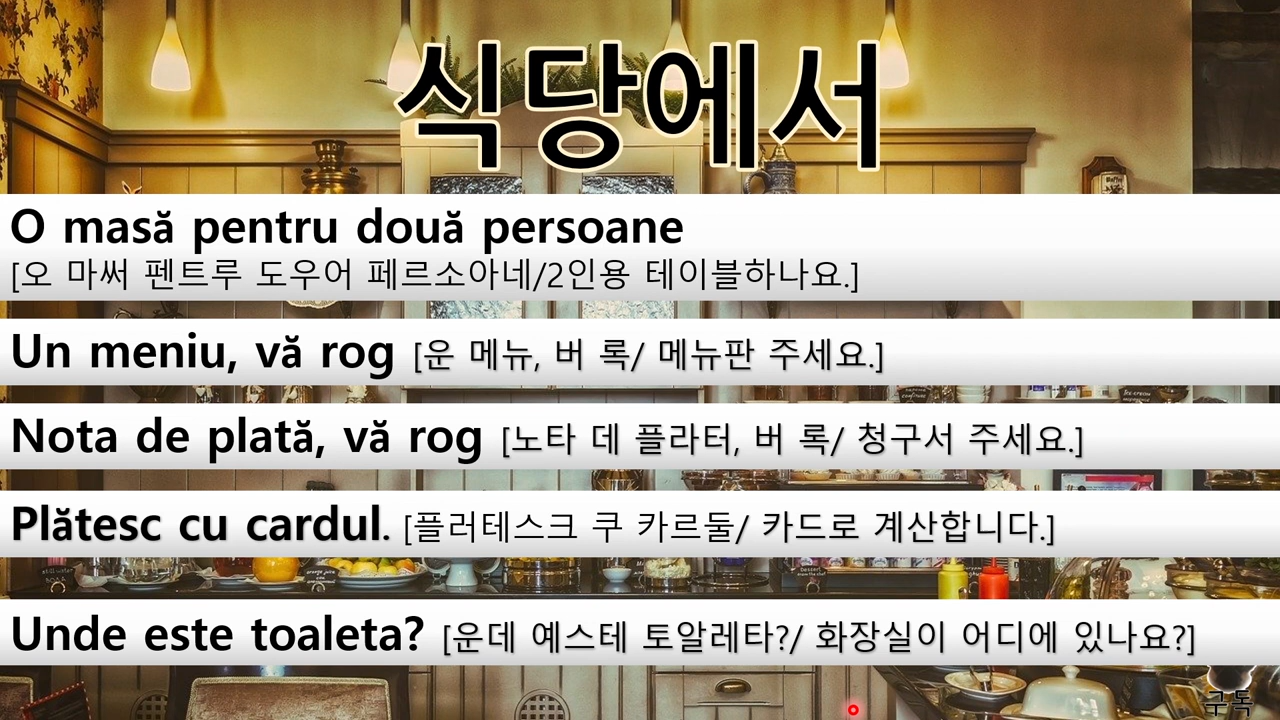 식당에서
O masă pentru două persoane
[오 마써 펜트루 도우어 페르소아네/2인용 테이블하나요.]
Un meniu, vă rog [운 메뉴, 버 록/ 메뉴판 주세요.]
Nota de plată, vă rog [노타 데 플라터, 버 록/ 청구서 주세요.]
Plătesc cu cardul. [플러테스크 쿠 카르둘/ 카드로 계산합니다.]
Unde este toaleta? [운데 예스테 토알레타?/ 화장실이 어디에 있나요?]
구독